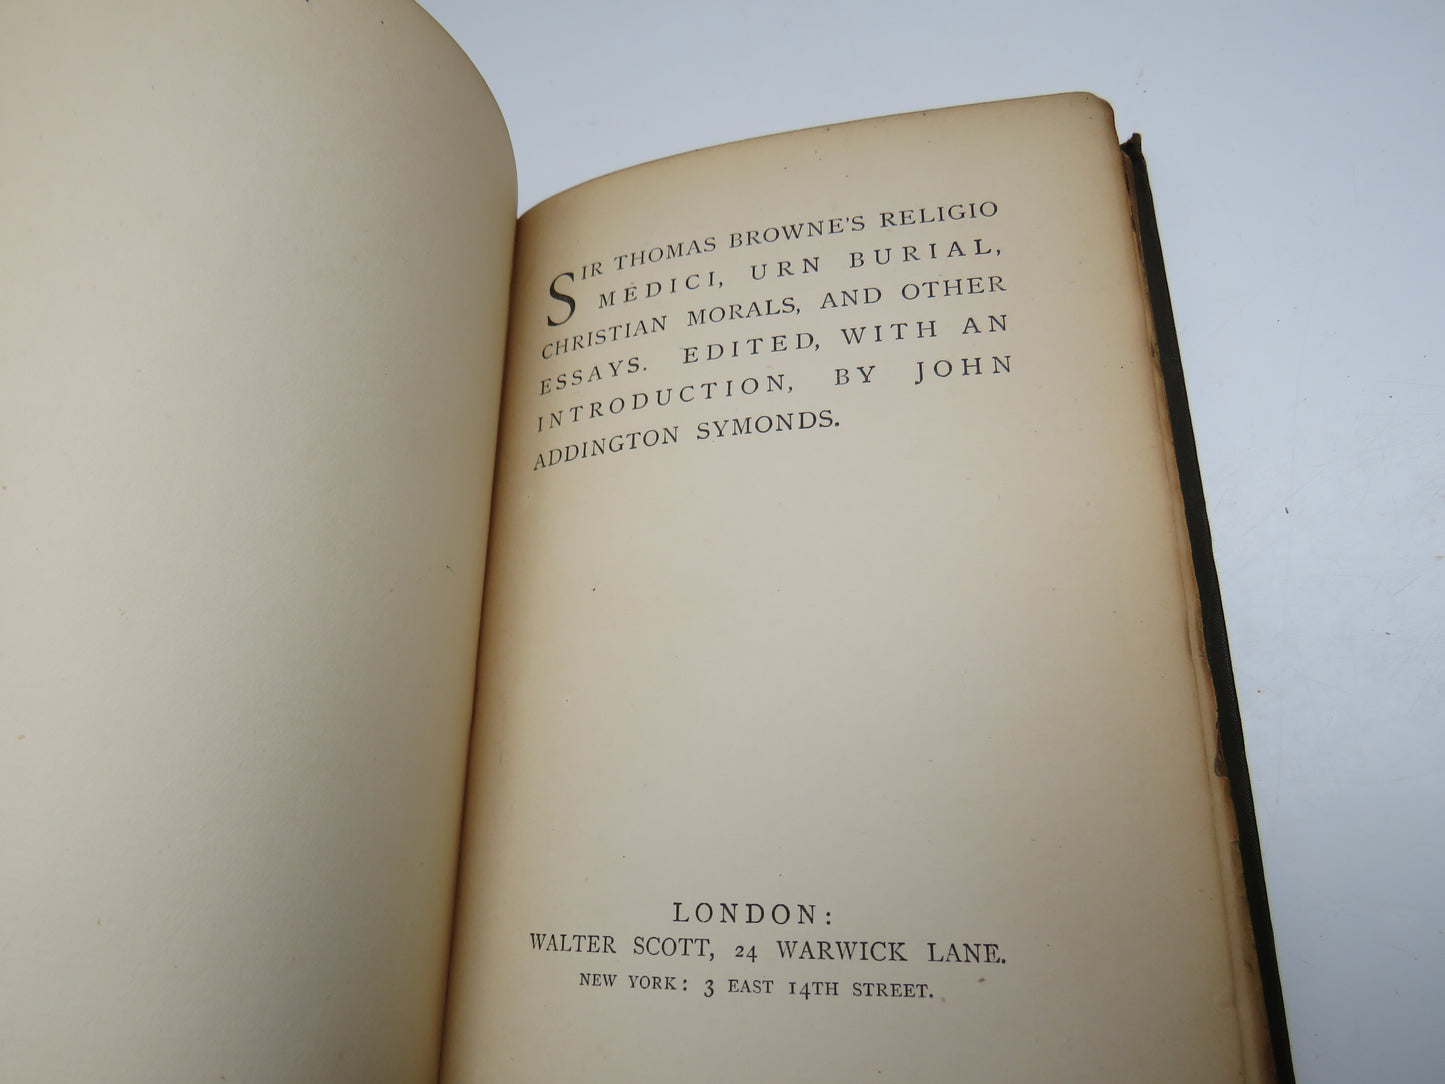 SIR THOMAS BROWNE'S RELIGIO
MEDICI, URN BURIAL,
CHRISTIAN MORALS, AND OTHER
ESSAYS. EDITED, WITH AN
INTRODUCTION, BY JOHN
ADDINGTON SYMONDS.
LONDON:
WALTER SCOTT, 24 WARWICK LANE.
NEW YORK: 3 EAST 14TH STREET.